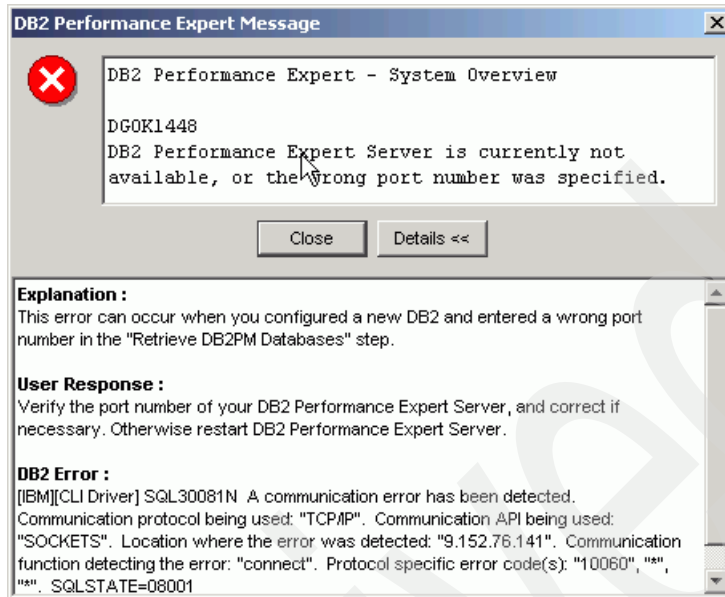 DB2 Performance Expert Message
DB2 Performance Expert - System Overview
DGOK1448
DB2 Performance Expert Server is currently not
available, or the wrong port number was specified.
Close
Details <<
Explanation :
This error can occur when you configured a new DB2 and entered a wrong port
number in the "Retrieve DB2PM Databases" step.
User Response :
Verify the port number of your DB2 Performance Expert Server, and correct if
necessary. Otherwise restart DB2 Performance Expert Server.
DB2 Error :
[IBM][CLI Driver] SQL30081N A communication error has been detected.
Communication protocol being used: "TCP/IP". Communication API being used:
"SOCKETS". Location where the error was detected: "9.152.76.141". Communication
function detecting the error: "connect". Protocol specific error code(s): "10060", "*",
"*". SQLSTATE=08001